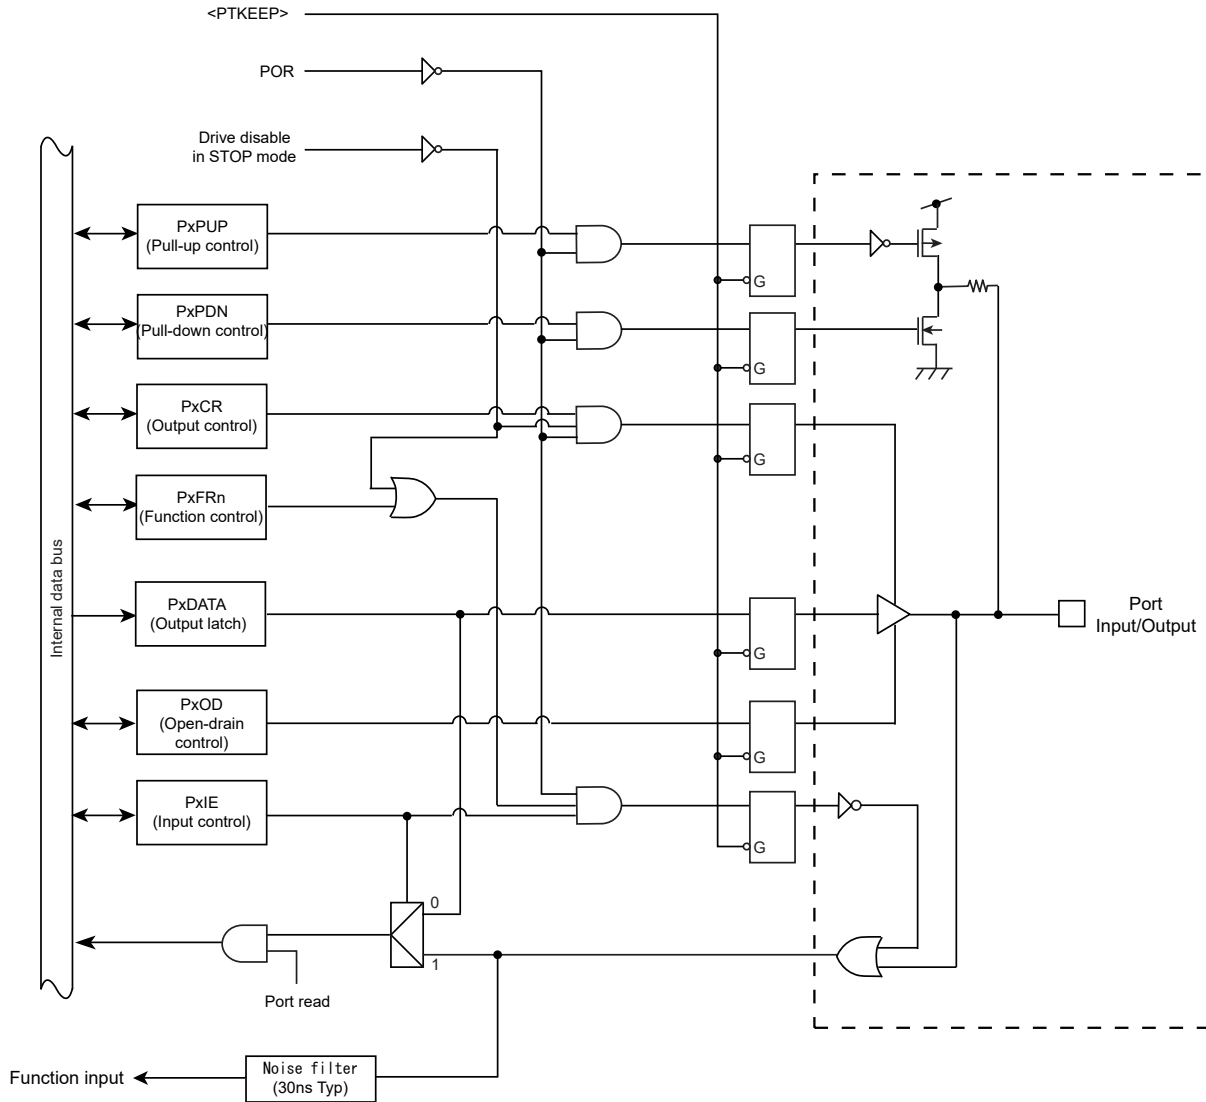 <PTKEEP>
POR
Drive disable
in STOP mode
PxPUP
(Pull-up control)
G
PxPDN
(Pull-down control)
G
PxCR
(Output control)
G
PxFRn
(Function control)
Internal data bus
PxDATA
(Output latch)
G
Port
Input/Output
PxOD
(Open-drain
control)
G
PxIE
(Input control)
G
0
1
Port read
Function input
Noise filter
(30ns Typ)